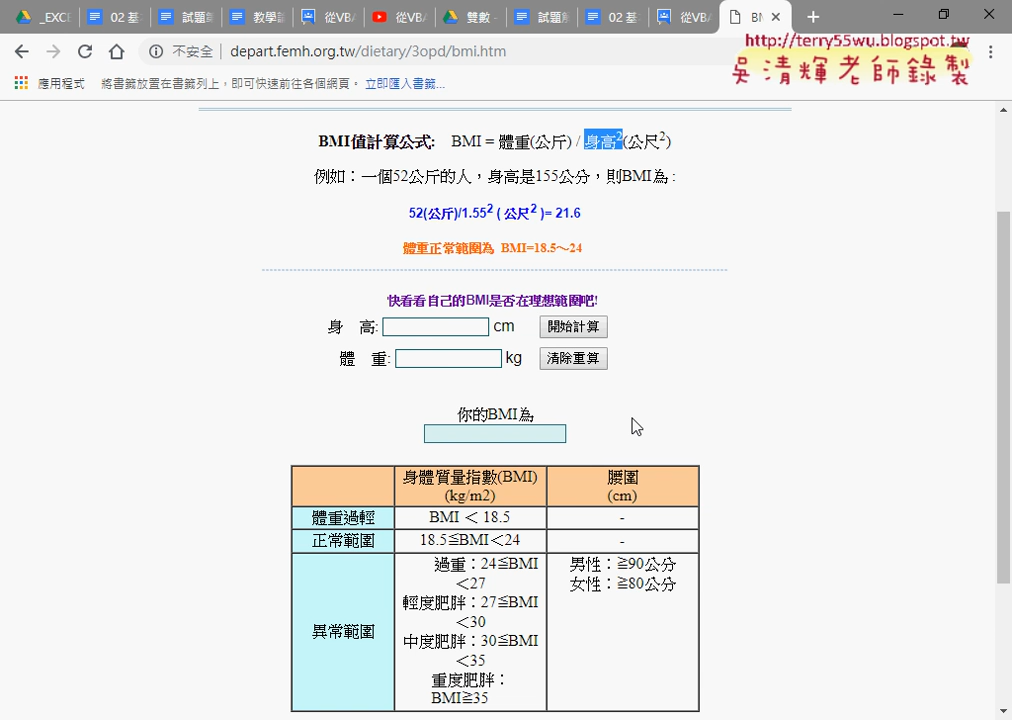 _EXCE
02 基
試題
教學
從VBA
從VBA
雙數 -
試題
02 基
從VBA
BM
不安全 | depart.femh.org.tw/dietary/3opd/bmi.htm
http://terry55wu.blogspot.tw
吳清輝老師錄製
應用程式 將書籤放置在書籤列上，即可快速前往各個網頁。 立即匯入書籤...
BMI值計算公式: BMI = 體重(公斤) / 身高²(公尺²)
例如：一個52公斤的人，身高是155公分，則BMI為 :
52(公斤)/1.55² ( 公尺² )= 21.6
體重正常範圍為 BMI=18.5～24
快看看自己的BMI是否在理想範圍吧!
身 高: cm 開始計算
體 重: kg 清除重算
你的BMI為
身體質量指數(BMI) (kg/m2)
腰圍 (cm)
體重過輕 BMI ＜ 18.5 -
正常範圍 18.5≦BMI＜24 -
異常範圍
過重：24≦BMI
＜27
輕度肥胖：27≦BMI
＜30
中度肥胖：30≦BMI
＜35
重度肥胖：
BMI≧35
男性：≧90公分
女性：≧80公分